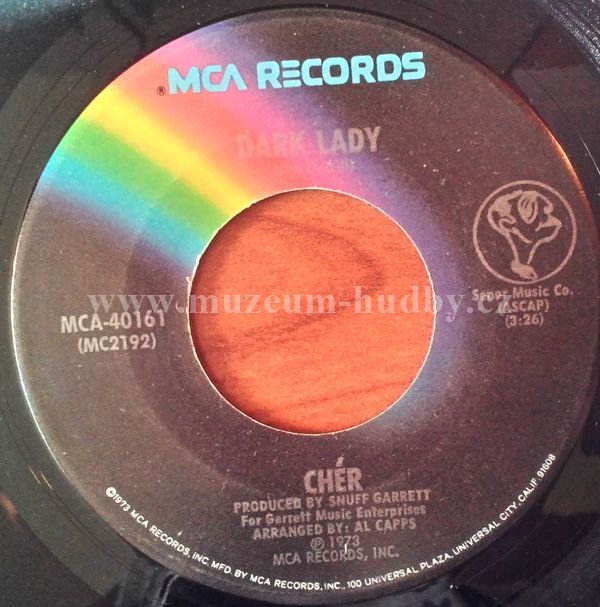 ® MCA RECORDS
DARK LADY
Senor Music Co.
(ASCAP)
(3:26)
www.muzeum-hudby.cz
MCA-40161
(MC2192)
CHÉR
PRODUCED BY SNUFF GARRETT
For Garrett Music Enterprises
ARRANGED BY: AL CAPPS
℗ 1973
MCA RECORDS, INC.
©1973 MCA RECORDS, INC. MFD. BY MCA RECORDS, INC., 100 UNIVERSAL PLAZA, UNIVERSAL CITY, CALIF. 91608